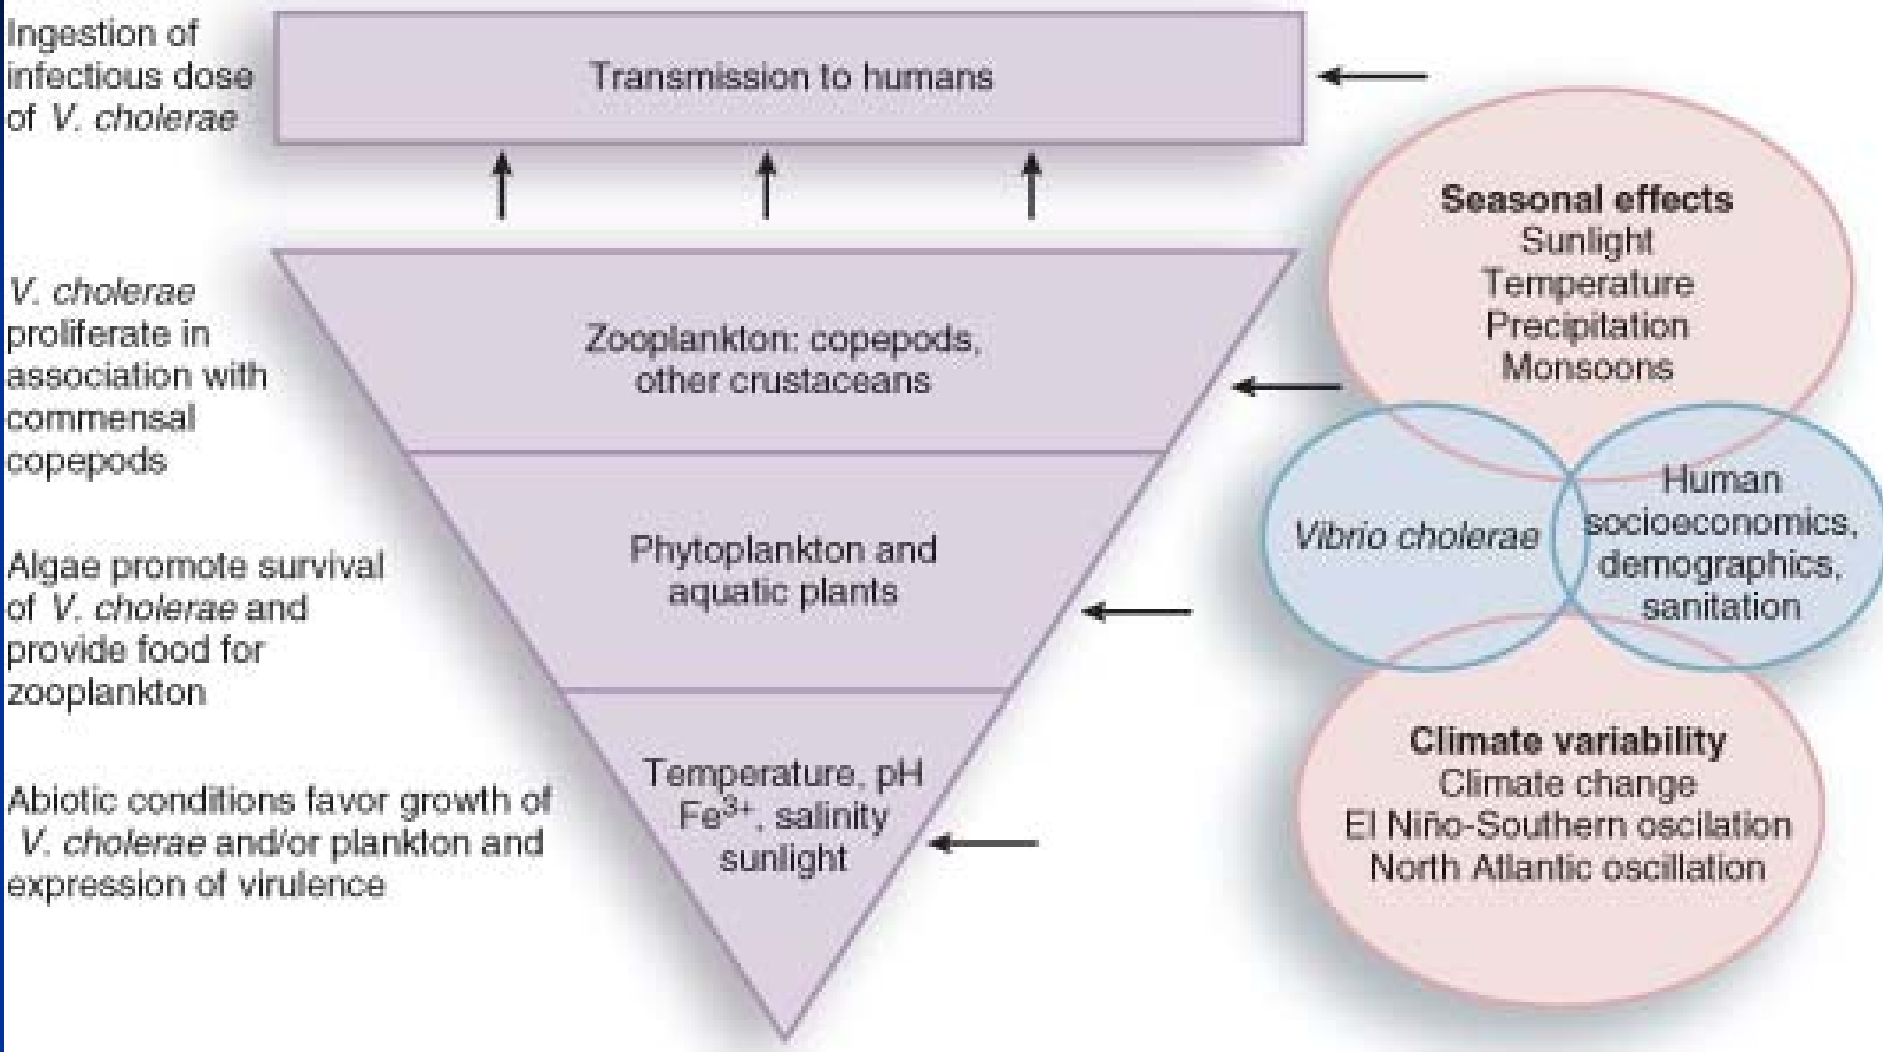 Ingestion of
infectious dose
of V. cholerae
Transmission to humans
V. cholerae
proliferate in
association with
commensal
copepods
Zooplankton: copepods,
other crustaceans
Algae promote survival
of V. cholerae and
provide food for
zooplankton
Phytoplankton and
aquatic plants
Abiotic conditions favor growth of
V. cholerae and/or plankton and
expression of virulence
Temperature, pH
Fe³⁺, salinity
sunlight
Seasonal effects
Sunlight
Temperature
Precipitation
Monsoons
Vibrio cholerae
Human
socioeconomics,
demographics,
sanitation
Climate variability
Climate change
El Niño-Southern oscilation
North Atlantic oscillation